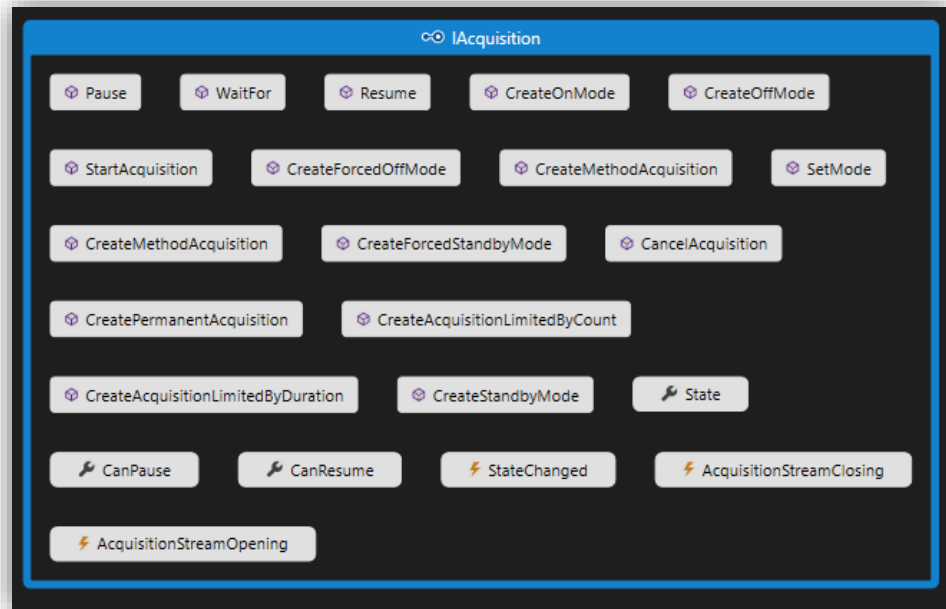 IAcquisition
Pause WaitFor Resume CreateOnMode CreateOffMode
StartAcquisition CreateForcedOffMode CreateMethodAcquisition SetMode
CreateMethodAcquisition CreateForcedStandbyMode CancelAcquisition
CreatePermanentAcquisition CreateAcquisitionLimitedByCount
CreateAcquisitionLimitedByDuration CreateStandbyMode State
CanPause CanResume StateChanged AcquisitionStreamClosing
AcquisitionStreamOpening